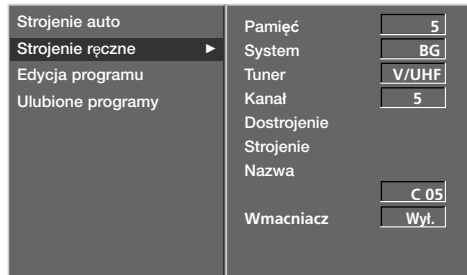 Strojenie auto
Strojenie ręczne ►
Edycja programu
Ulubione programy
Pamięć 5
System BG
Tuner V/UHF
Kanał 5
Dostrojenie
Strojenie
Nazwa
C 05
Wmacniacz Wył.